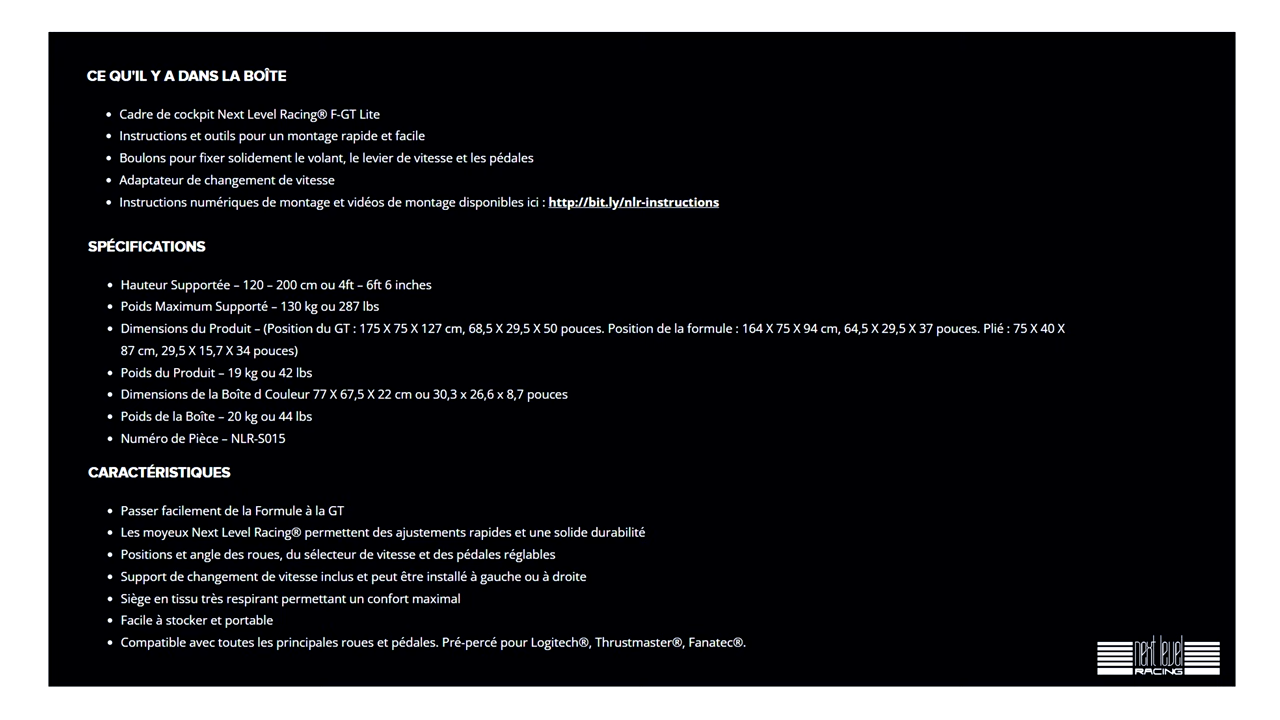 CE QU'IL Y A DANS LA BOÎTE
• Cadre de cockpit Next Level Racing® F-GT Lite
• Instructions et outils pour un montage rapide et facile
• Boulons pour fixer solidement le volant, le levier de vitesse et les pédales
• Adaptateur de changement de vitesse
• Instructions numériques de montage et vidéos de montage disponibles ici : http://bit.ly/nlr-instructions
SPÉCIFICATIONS
• Hauteur Supportée – 120 – 200 cm ou 4ft – 6ft 6 inches
• Poids Maximum Supporté – 130 kg ou 287 lbs
• Dimensions du Produit – (Position du GT : 175 X 75 X 127 cm, 68,5 X 29,5 X 50 pouces. Position de la formule : 164 X 75 X 94 cm, 64,5 X 29,5 X 37 pouces. Plié : 75 X 40 X
87 cm, 29,5 X 15,7 X 34 pouces)
• Poids du Produit – 19 kg ou 42 lbs
• Dimensions de la Boîte d Couleur 77 X 67,5 X 22 cm ou 30,3 x 26,6 x 8,7 pouces
• Poids de la Boîte – 20 kg ou 44 lbs
• Numéro de Pièce – NLR-S015
CARACTÉRISTIQUES
• Passer facilement de la Formule à la GT
• Les moyeux Next Level Racing® permettent des ajustements rapides et une solide durabilité
• Positions et angle des roues, du sélecteur de vitesse et des pédales réglables
• Support de changement de vitesse inclus et peut être installé à gauche ou à droite
• Siège en tissu très respirant permettant un confort maximal
• Facile à stocker et portable
• Compatible avec toutes les principales roues et pédales. Pré-percé pour Logitech®, Thrustmaster®, Fanatec®.
next level
RACING